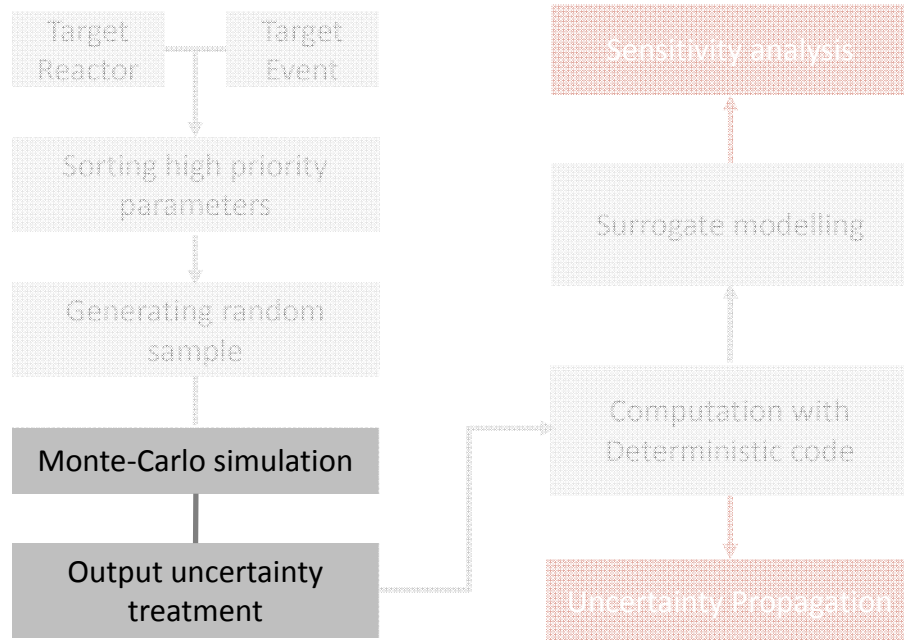 Target
Reactor
Target
Event
Sorting high priority
parameters
Generating random
sample
Monte-Carlo simulation
Output uncertainty
treatment
Sensitivity analysis
Surrogate modelling
Computation with
Deterministic code
Uncertainty Propagation